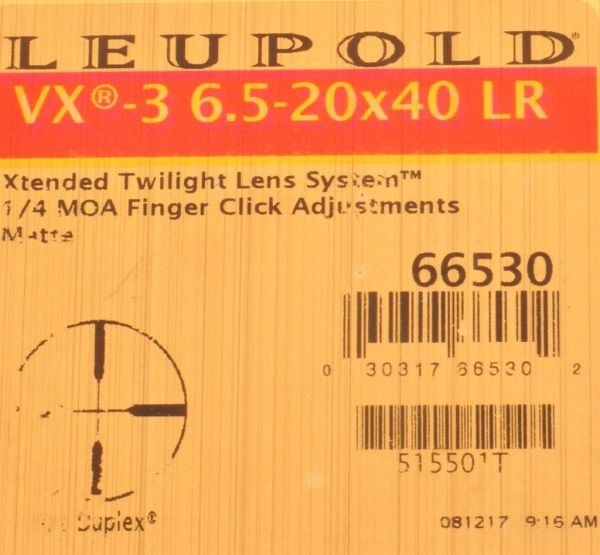 LEUPOLD®
VX®-3 6.5-20x40 LR
Xtended Twilight Lens System™
1/4 MOA Finger Click Adjustments
Matte
66530
0 30317 66530 2
515501T
Duplex®
081217 9:16 AM